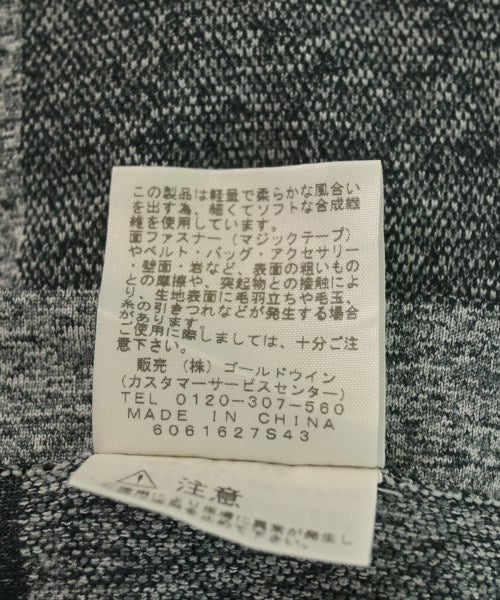 この製品は軽量で柔らかな風合い
を出す為、細くてソフトな合成繊
維を使用しています。
面ファスナー（マジックテープ）
やベルト・バッグ・アクセサリー
・壁面・岩など、表面の粗いもの
との摩擦や、突起物との接触によ
り、生地表面に毛羽立ちや毛玉、
糸の引きつれなどが発生する場合
があります。
ご使用に際しましては、十分ご注
意下さい。
販売 （株）ゴールドウイン
(カスタマーサービスセンター)
TEL 0120-307-560
MADE IN CHINA
6061627S43
注意
異常が発生し